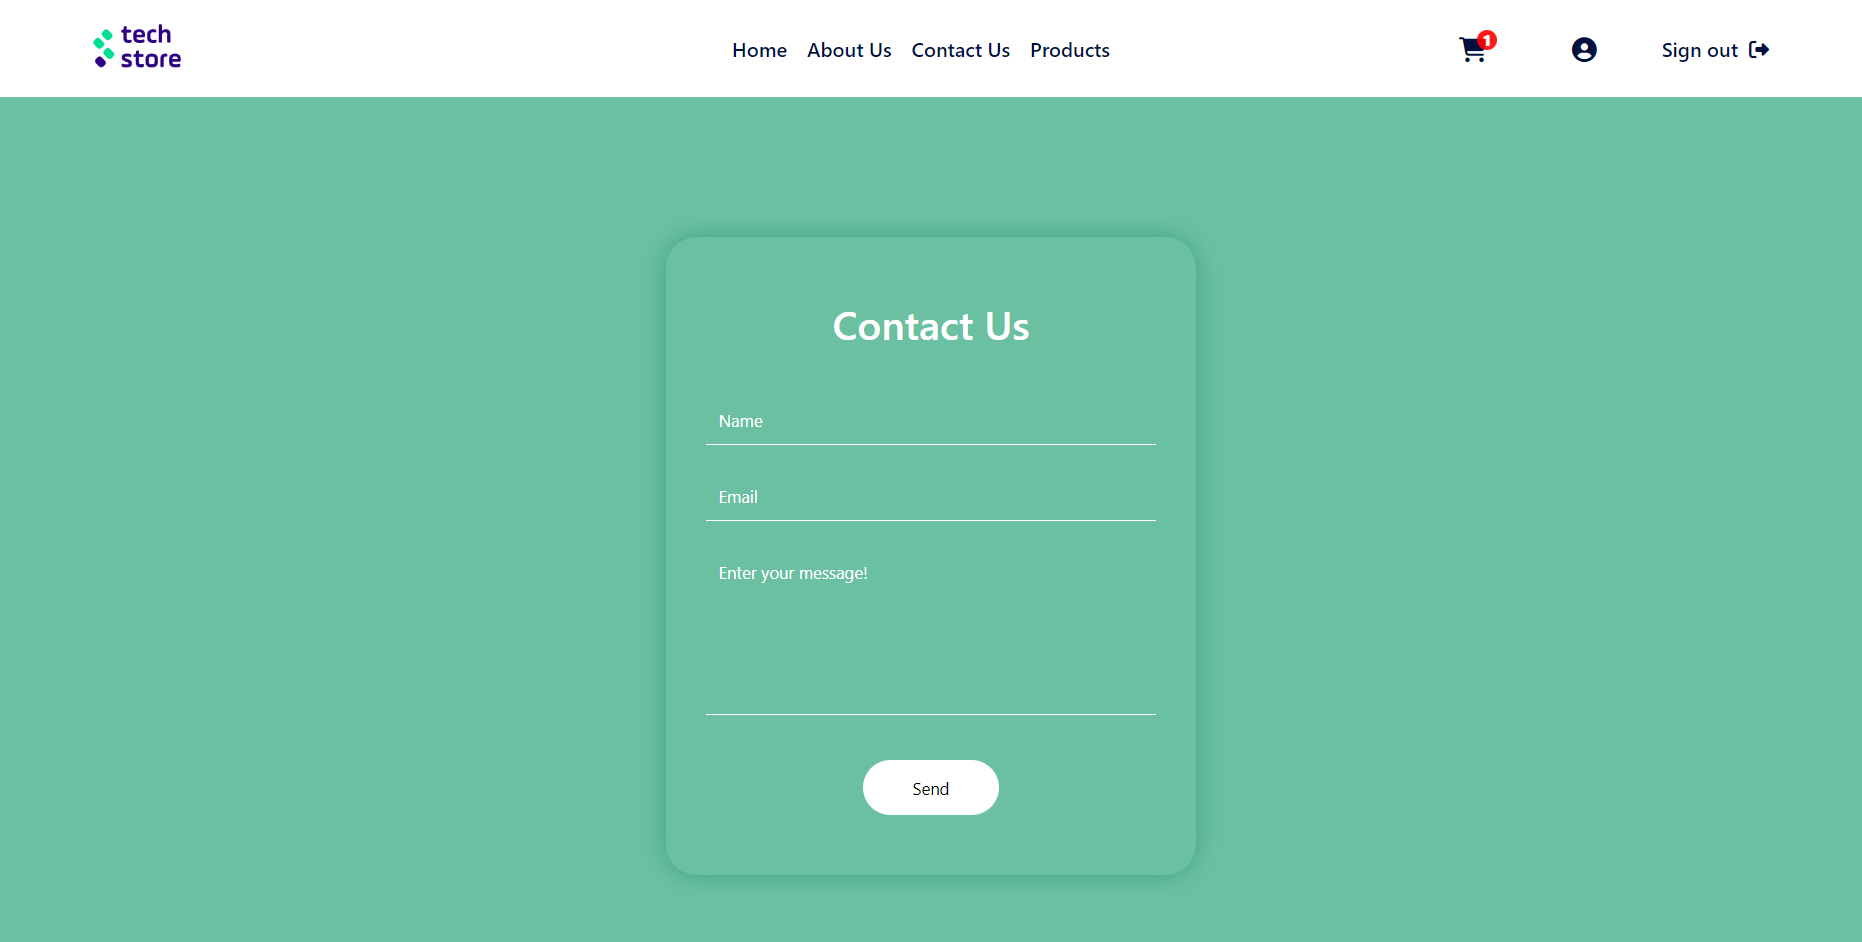 tech
store
Home About Us Contact Us Products
1
Sign out
Contact Us
Name
Email
Enter your message!
Send